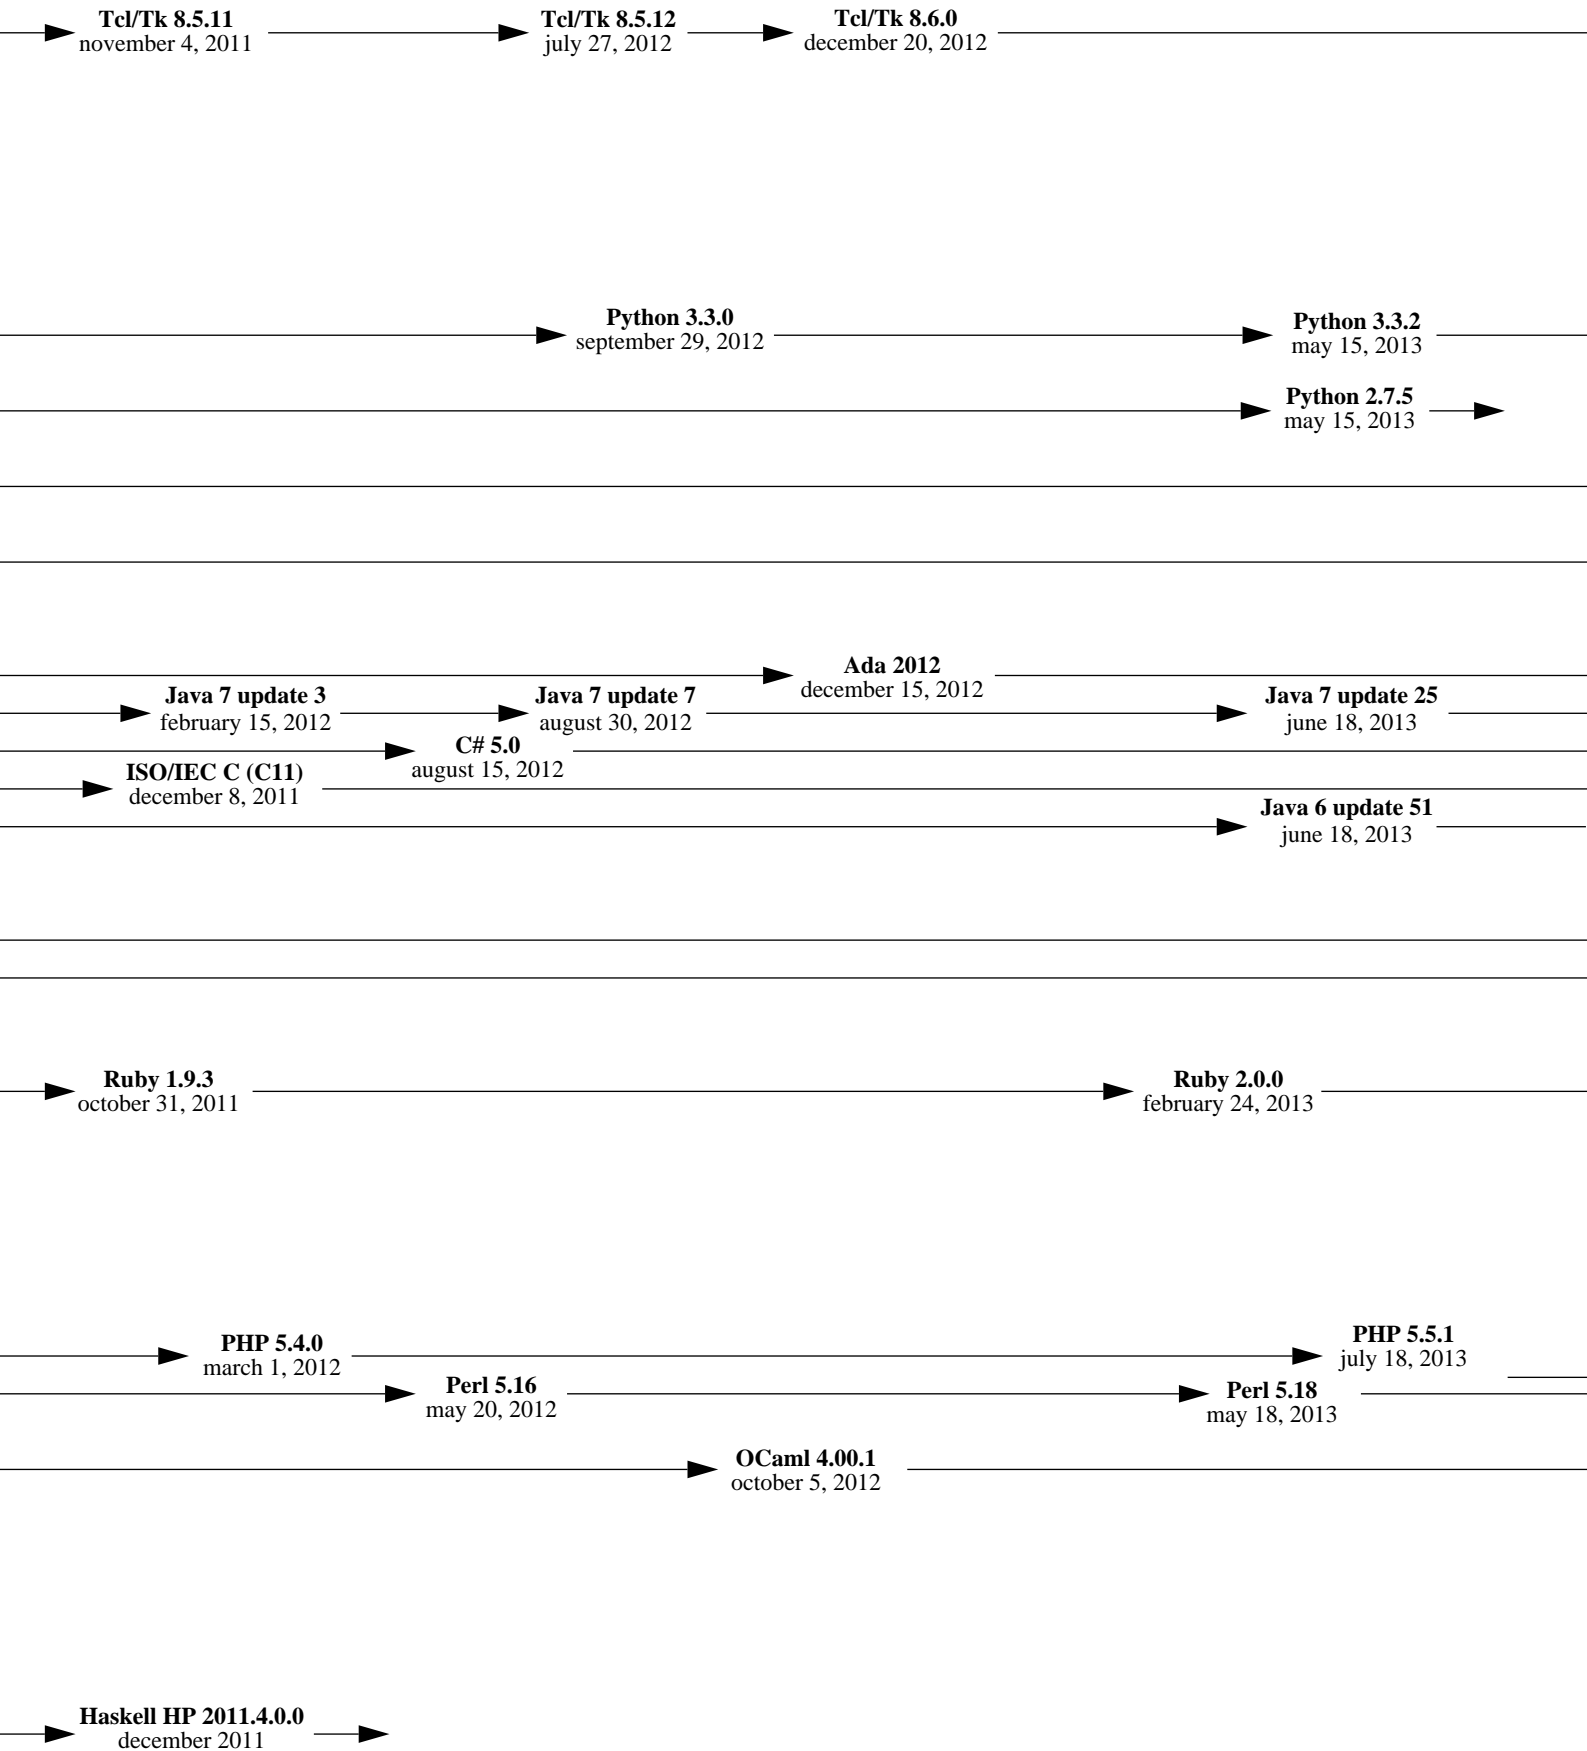 Tcl/Tk 8.5.11
november 4, 2011
Tcl/Tk 8.5.12
july 27, 2012
Tcl/Tk 8.6.0
december 20, 2012
Python 3.3.0
september 29, 2012
Python 3.3.2
may 15, 2013
Python 2.7.5
may 15, 2013
Ada 2012
december 15, 2012
Java 7 update 3
february 15, 2012
Java 7 update 7
august 30, 2012
Java 7 update 25
june 18, 2013
C# 5.0
august 15, 2012
ISO/IEC C (C11)
december 8, 2011
Java 6 update 51
june 18, 2013
Ruby 1.9.3
october 31, 2011
Ruby 2.0.0
february 24, 2013
PHP 5.4.0
march 1, 2012
PHP 5.5.1
july 18, 2013
Perl 5.16
may 20, 2012
Perl 5.18
may 18, 2013
OCaml 4.00.1
october 5, 2012
Haskell HP 2011.4.0.0
december 2011